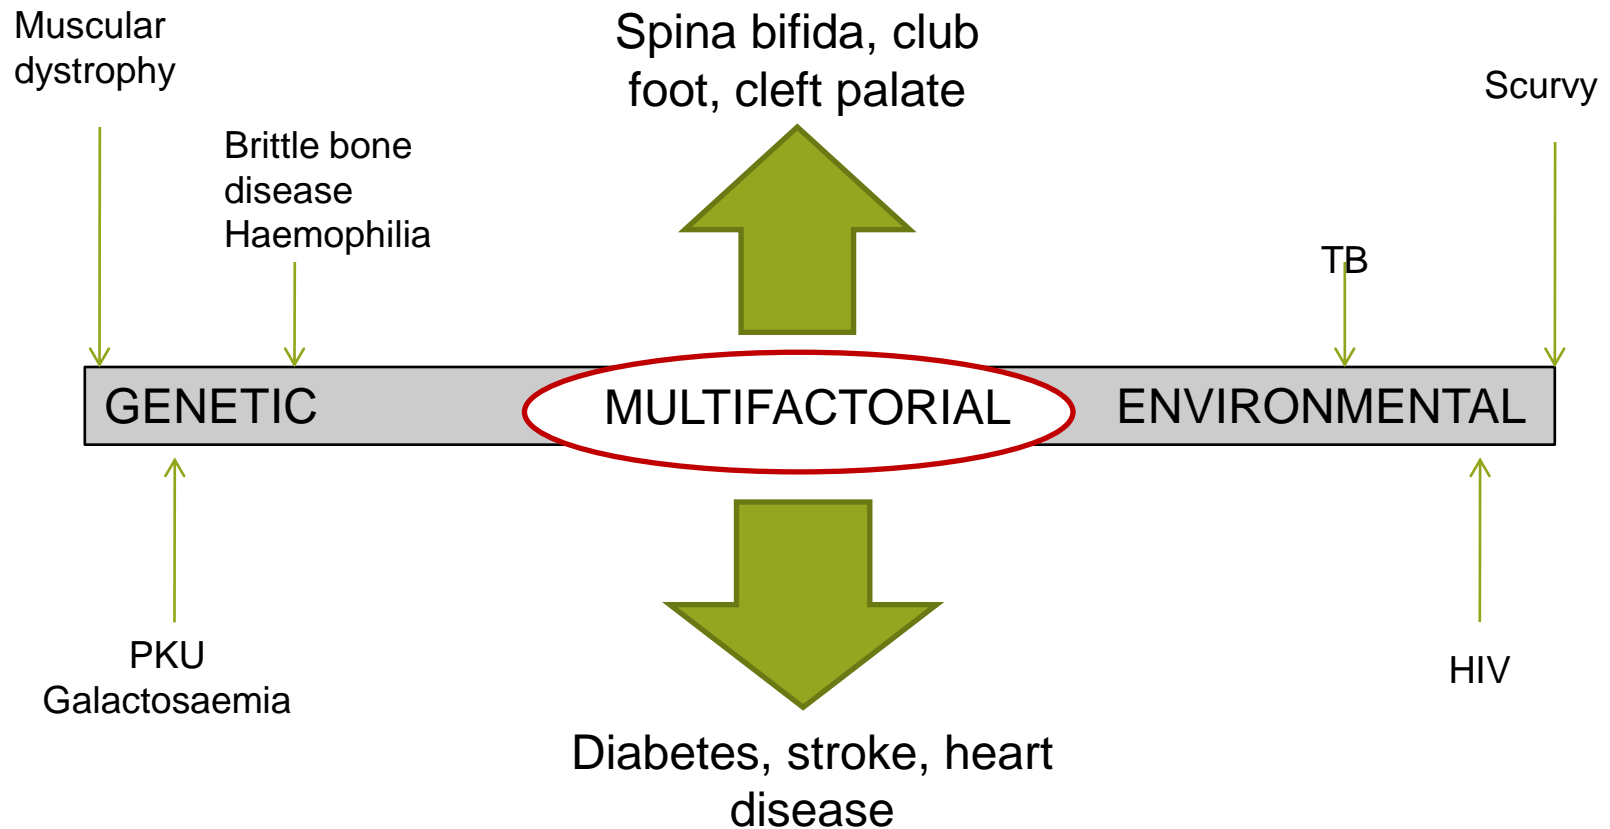 Muscular
dystrophy
Spina bifida, club
foot, cleft palate
Scurvy
Brittle bone
disease
Haemophilia
TB
GENETIC
MULTIFACTORIAL
ENVIRONMENTAL
PKU
Galactosaemia
HIV
Diabetes, stroke, heart
disease